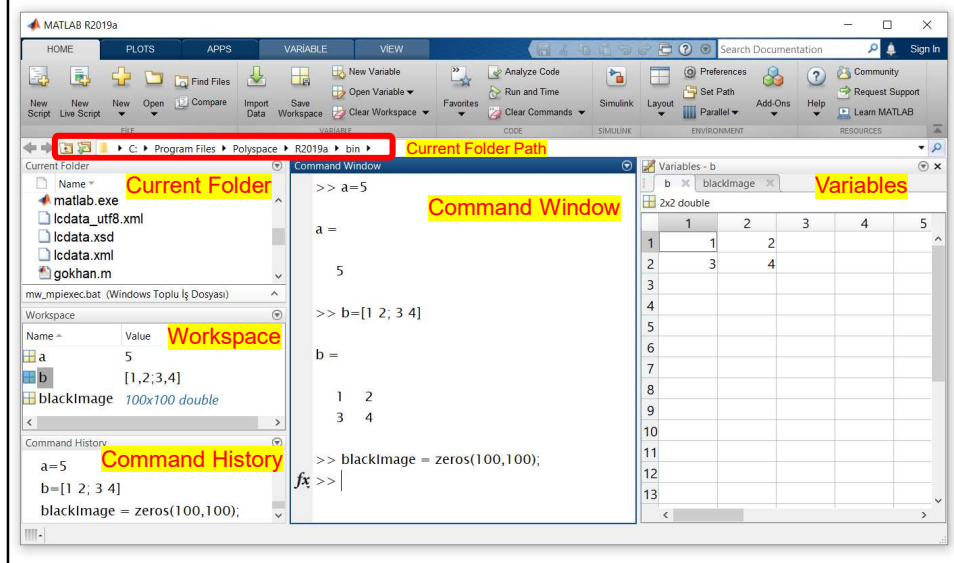 MATLAB R2019a
HOME PLOTS APPS VARIABLE VIEW Search Documentation Sign In
New Script
New Live Script
New
Open
Find Files
Compare
Import Data
Save Workspace
New Variable
Open Variable
Clear Workspace
Favorites
Analyze Code
Run and Time
Clear Commands
Simulink
Layout
Preferences
Set Path
Parallel
Add-Ons
Help
Community
Request Support
Learn MATLAB
FILE VARIABLE CODE SIMULINK ENVIRONMENT RESOURCES
C: Program Files Polyspace R2019a bin
Current Folder Path
Current Folder
Name
Current Folder
matlab.exe
lcdata_utf8.xml
lcdata.xsd
lcdata.xml
gokhan.m
mw_mpiexec.bat (Windows Toplu İş Dosyası)
Workspace
Name Value
Workspace
a 5
b [1,2;3,4]
blackImage 100x100 double
Command History
Command History
a=5
b=[1 2; 3 4]
blackImage = zeros(100,100);
Command Window
Command Window
>> a=5
a =
5
>> b=[1 2; 3 4]
b =
1 2
3 4
>> blackImage = zeros(100,100);
fx >>
Variables - b
b blackImage
Variables
2x2 double
1 2 3 4 5
1 1 2
2 3 4
3
4
5
6
7
8
9
10
11
12
13